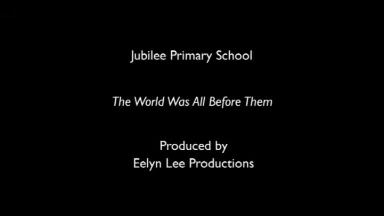 Jubilee Primary School
The World Was All Before Them
Produced by
Eelyn Lee Productions